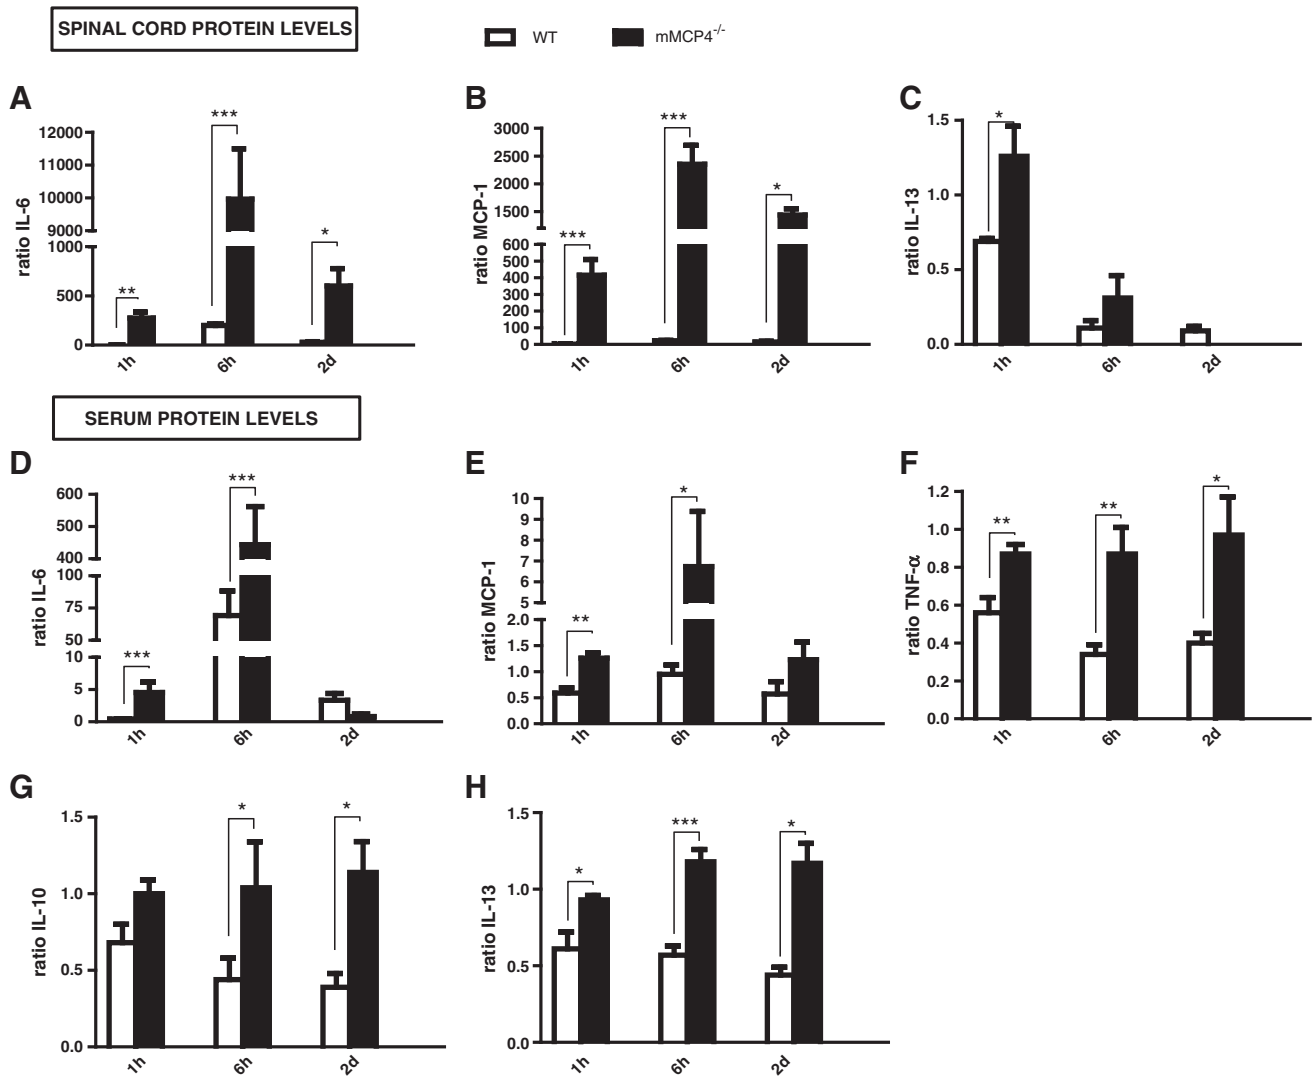 SPINAL CORD PROTEIN LEVELS
WT
mMCP4-/-
A
ratio IL-6
12000
11000
10000
9000
1000
500
0
**
***
*
1h
6h
2d
B
ratio MCP-1
3000
2500
2000
1500
600
500
400
300
200
100
0
***
***
*
1h
6h
2d
C
ratio IL-13
1.5
1.0
0.5
0.0
*
1h
6h
2d
SERUM PROTEIN LEVELS
D
ratio IL-6
600
500
400
100
75
50
10
5
0
***
***
1h
6h
2d
E
ratio MCP-1
10
9
8
7
6
5
2.0
1.5
1.0
0.5
0.0
**
*
1h
6h
2d
F
ratio TNF-α
1.2
1.0
0.8
0.6
0.4
0.2
0.0
**
**
*
1h
6h
2d
G
ratio IL-10
1.5
1.0
0.5
0.0
*
*
1h
6h
2d
H
ratio IL-13
1.5
1.0
0.5
0.0
*
***
*
1h
6h
2d